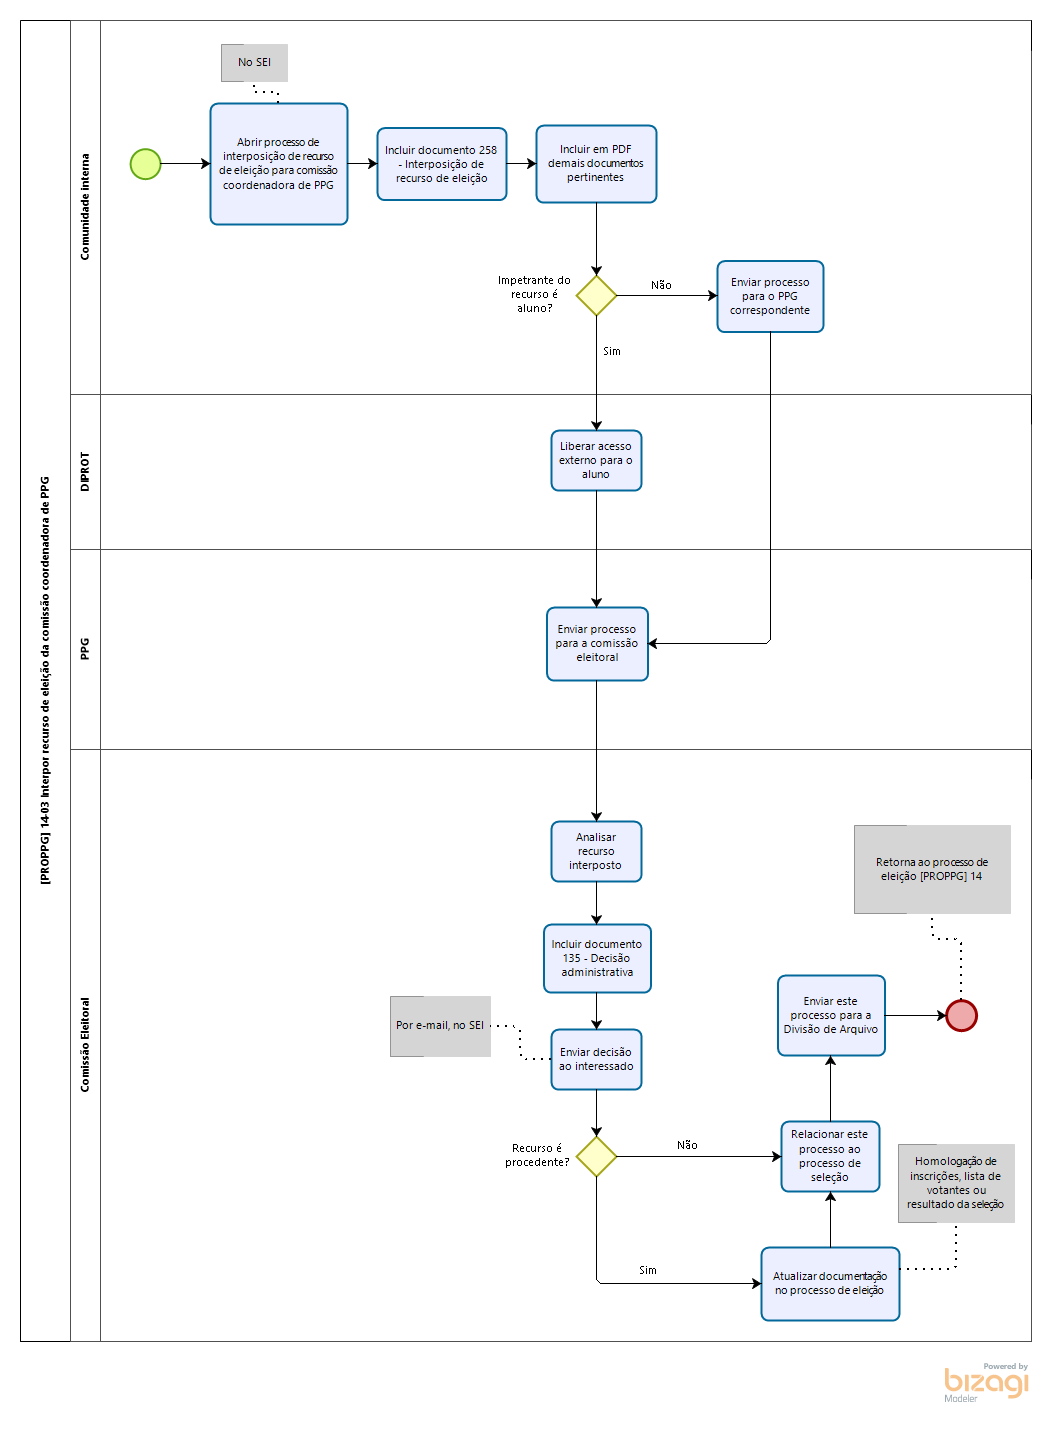 [PROPPG] 14-03 Interpor recurso de eleição da comissão coordenadora de PPG
Comunidade interna
No SEI
Abrir processo de
interposição de recurso
de eleição para comissão
coordenadora de PPG
Incluir documento 258
- Interposição de
recurso de eleição
Incluir em PDF
demais documentos
pertinentes
Impetrante do
recurso é
aluno?
Não
Enviar processo
para o PPG
correspondente
Sim
DIPROT
Liberar acesso
externo para o
aluno
PPG
Enviar processo
para a comissão
eleitoral
Comissão Eleitoral
Analisar
recurso
interposto
Incluir documento
135 - Decisão
administrativa
Por e-mail, no SEI
Enviar decisão
ao interessado
Recurso é
procedente?
Não
Sim
Retorna ao processo de
eleição [PROPPG] 14
Enviar este
processo para a
Divisão de Arquivo
Relacionar este
processo ao
processo de
seleção
Homologação de
inscrições, lista de
votantes ou
resultado da seleção
Atualizar documentação
no processo de eleição
Powered by
bizagi
Modeler